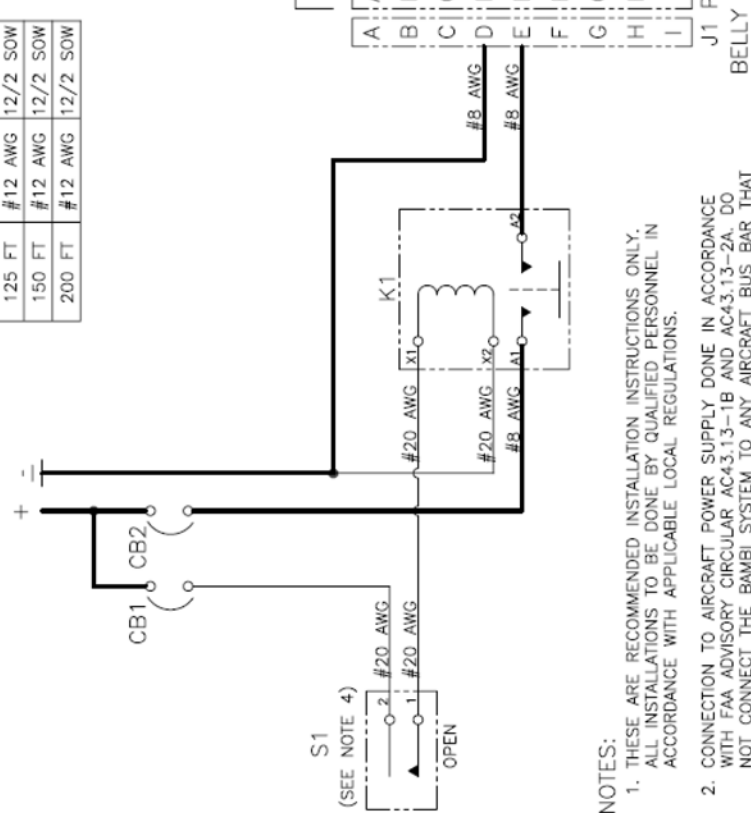 125 FT #12 AWG 12/2 SOW
150 FT #12 AWG 12/2 SOW
200 FT #12 AWG 12/2 SOW
+
−
CB1
CB2
S1
(SEE NOTE 4)
2
1
OPEN
#20 AWG
#20 AWG
#20 AWG
#20 AWG
#8 AWG
K1
X1
X2
A1
A2
#8 AWG
#8 AWG
A
B
C
D
E
F
G
H
I
J1
BELLY
NOTES:
1. THESE ARE RECOMMENDED INSTALLATION INSTRUCTIONS ONLY.
ALL INSTALLATIONS TO BE DONE BY QUALIFIED PERSONNEL IN
ACCORDANCE WITH APPLICABLE LOCAL REGULATIONS.
2. CONNECTION TO AIRCRAFT POWER SUPPLY DONE IN ACCORDANCE
WITH FAA ADVISORY CIRCULAR AC43.13−1B AND AC43.13−2A. DO
NOT CONNECT THE BAMBI SYSTEM TO ANY AIRCRAFT BUS BAR THAT